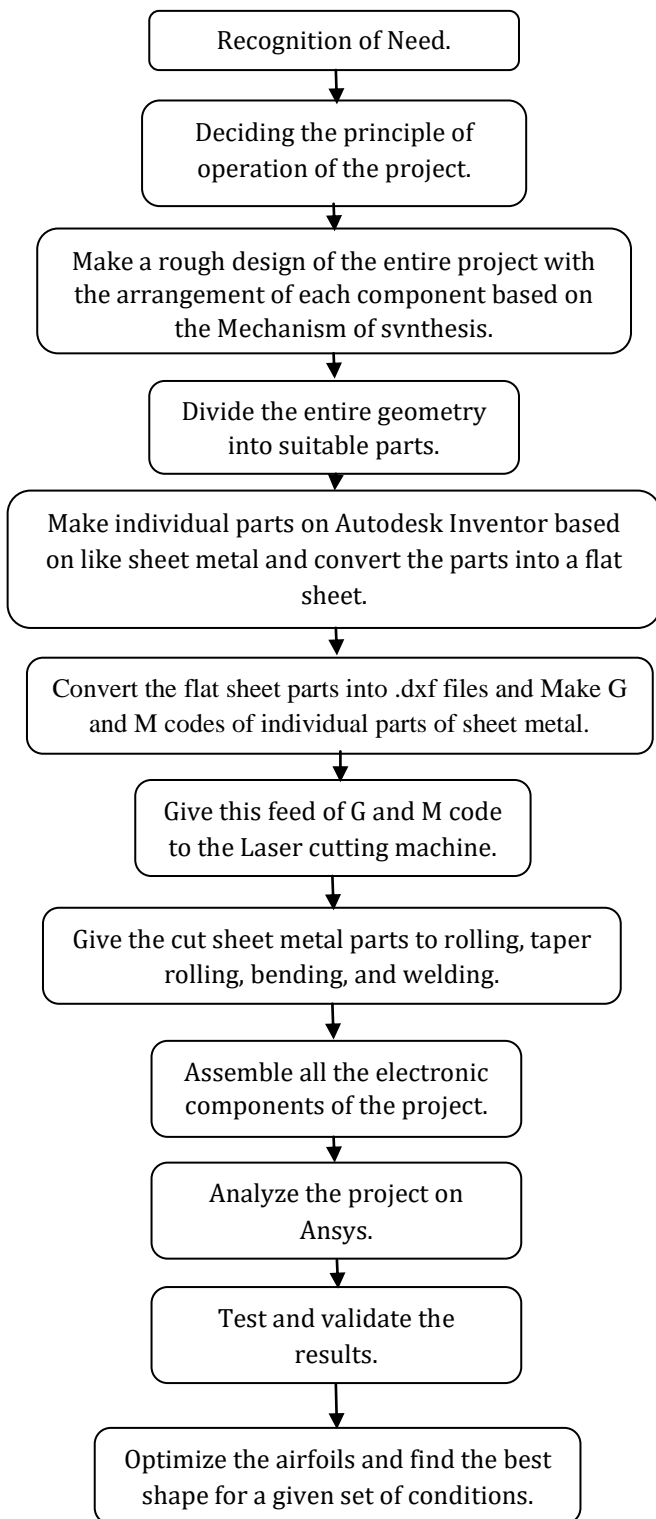 Recognition of Need.
Deciding the principle of
operation of the project.
Make a rough design of the entire project with
the arrangement of each component based on
the Mechanism of synthesis.
Divide the entire geometry
into suitable parts.
Make individual parts on Autodesk Inventor based
on like sheet metal and convert the parts into a flat
sheet.
Convert the flat sheet parts into .dxf files and Make G
and M codes of individual parts of sheet metal.
Give this feed of G and M code
to the Laser cutting machine.
Give the cut sheet metal parts to rolling, taper
rolling, bending, and welding.
Assemble all the electronic
components of the project.
Analyze the project on
Ansys.
Test and validate the
results.
Optimize the airfoils and find the best
shape for a given set of conditions.